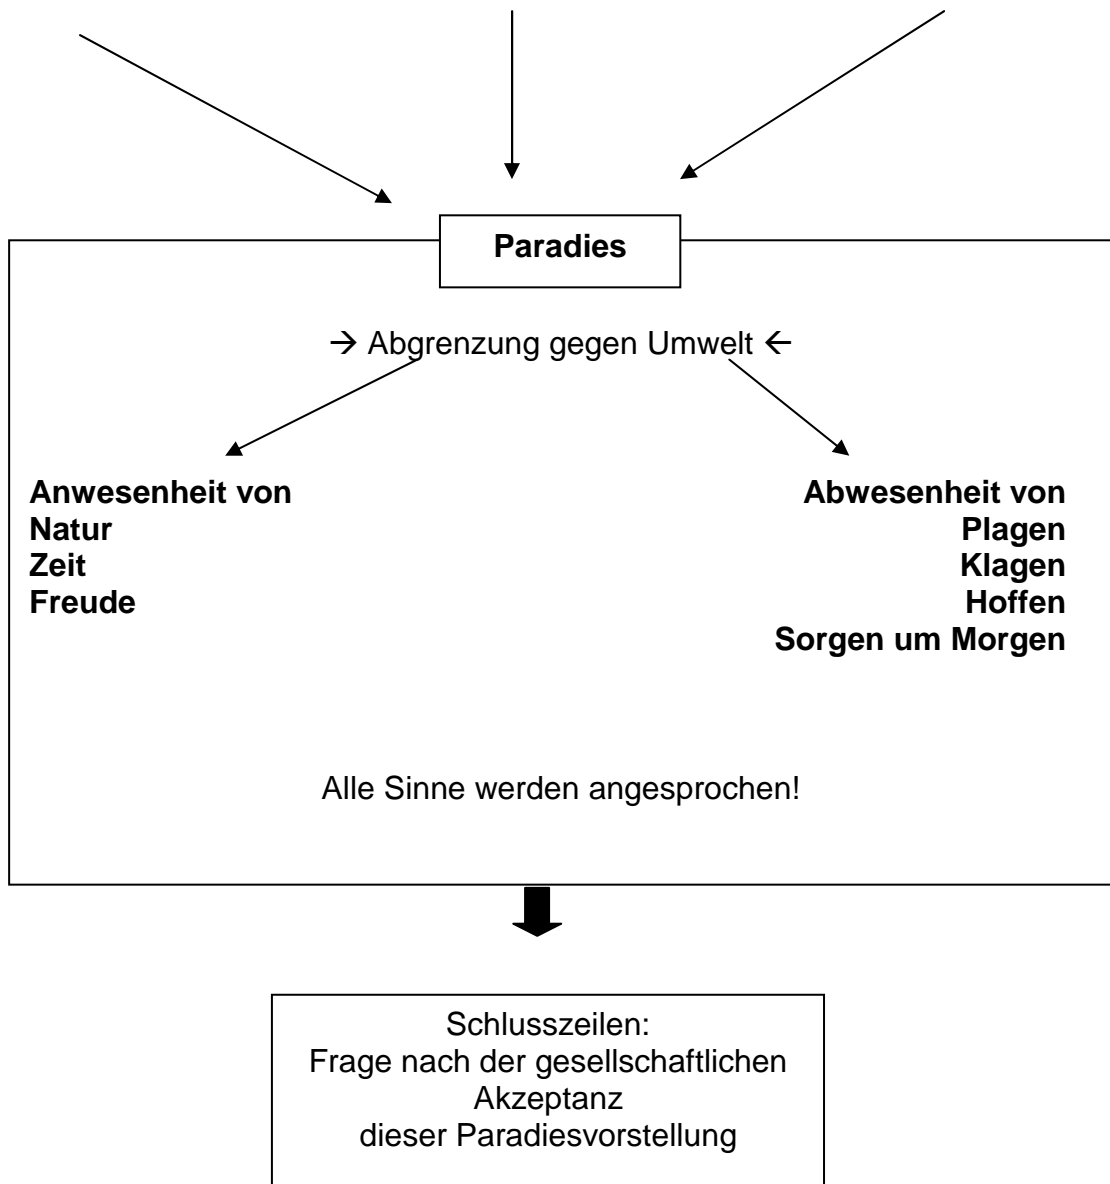 Paradies
→ Abgrenzung gegen Umwelt ←
Anwesenheit von
Natur
Zeit
Freude
Abwesenheit von
Plagen
Klagen
Hoffen
Sorgen um Morgen
Alle Sinne werden angesprochen!
Schlusszeilen:
Frage nach der gesellschaftlichen
Akzeptanz
dieser Paradiesvorstellung